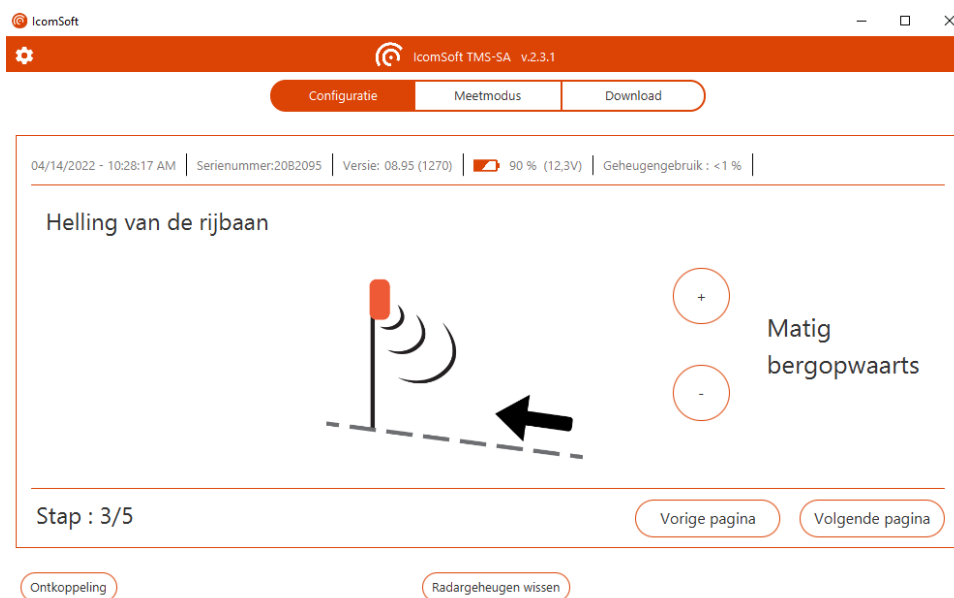 IcomSoft
IcomSoft TMS-SA v.2.3.1
Configuratie Meetmodus Download
04/14/2022 - 10:28:17 AM Serienummer:20B2095 Versie: 08.95 (1270) 90 % (12,3V) Geheugengebruik : <1 %
Helling van de rijbaan
+
Matig
bergopwaarts
-
Stap : 3/5
Vorige pagina Volgende pagina
Ontkoppeling Radargeheugen wissen